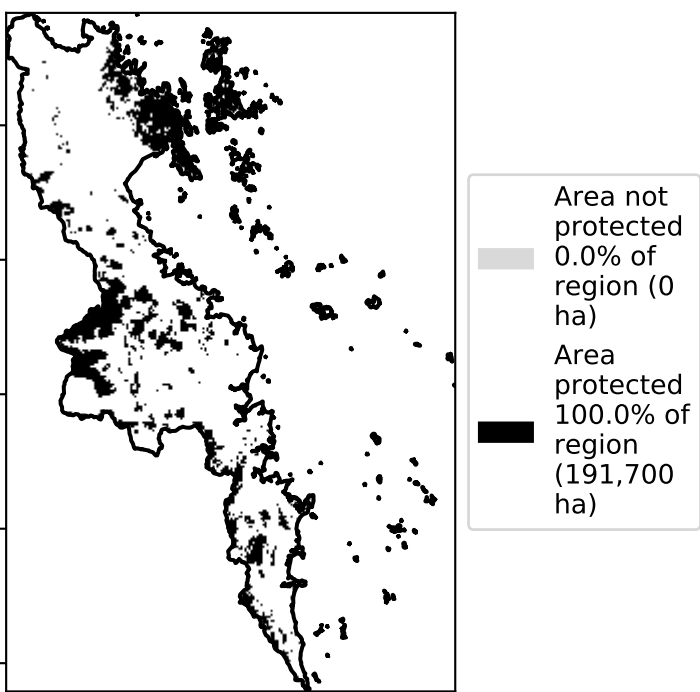 Area not
protected
0.0% of
region (0
ha)
Area
protected
100.0% of
region
(191,700
ha)